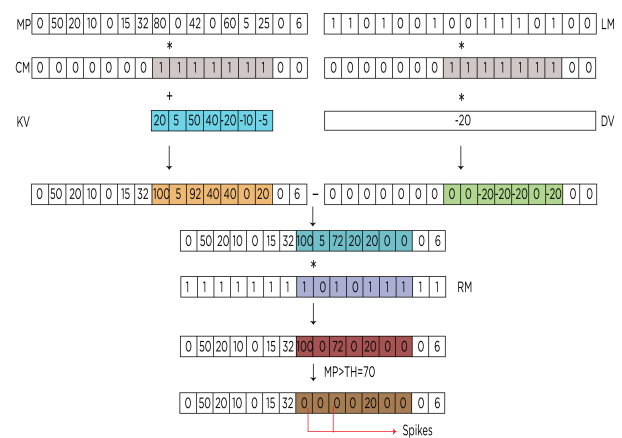 MP 0 50 20 10 0 15 32 80 0 42 0 60 5 25 0 6
1 1 1 0 1 0 0 0 0 1 1 1 0 1 0 0 LM
*
*
CM 0 0 0 0 0 0 0 1 1 1 1 1 1 1 0 0
0 0 0 0 0 0 0 1 1 1 1 1 1 1 0 0
+
*
KV 20 5 50 40 -20 -10 -5
-20 DV
0 50 20 10 0 15 32 100 5 92 40 40 0 20 0 6 - 0 0 0 0 0 0 0 0 0 -20 -20 -20 0 -20 0 0
0 50 20 10 0 15 32 100 5 72 20 20 0 0 0 6
*
1 1 1 1 1 1 1 1 0 1 0 1 1 1 1 1 RM
0 50 20 10 0 15 32 100 0 72 0 20 0 0 0 6
MP>TH=70
0 50 20 10 0 15 32 0 0 0 0 20 0 0 0 6
Spikes